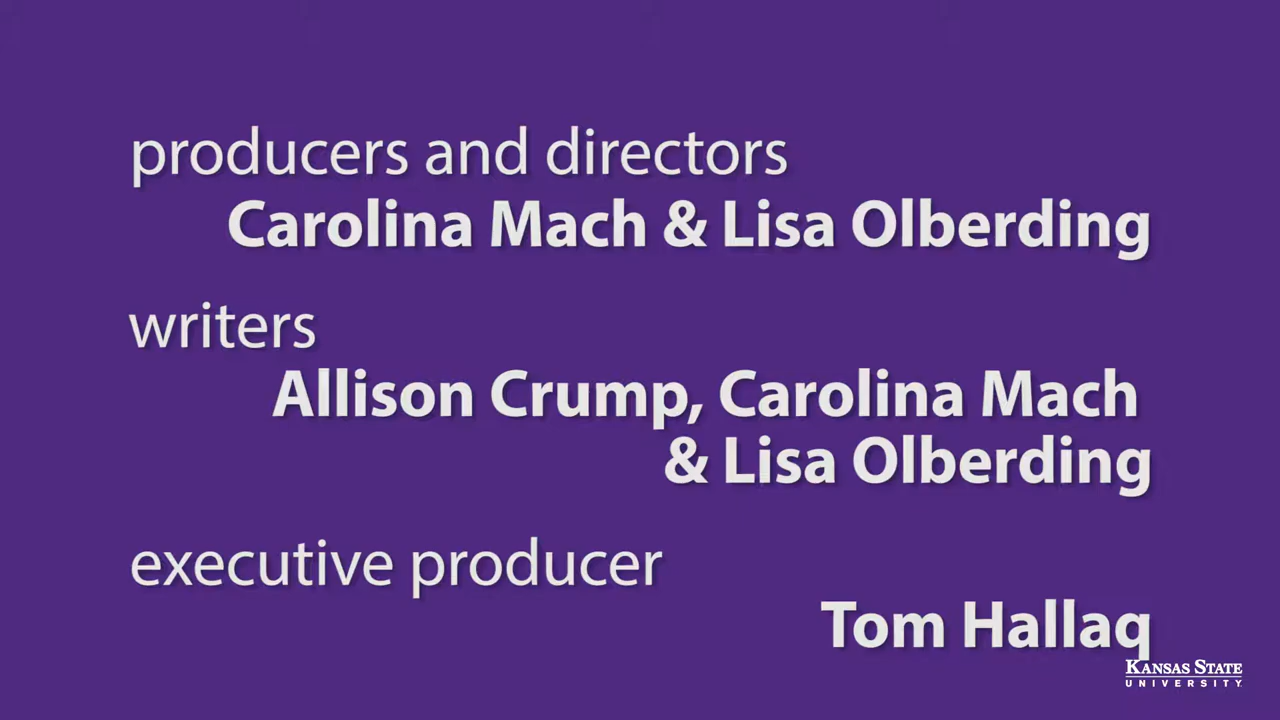 producers and directors
Carolina Mach & Lisa Olberding
writers
Allison Crump, Carolina Mach
& Lisa Olberding
executive producer
Tom Hallaq
KANSAS STATE
UNIVERSITY